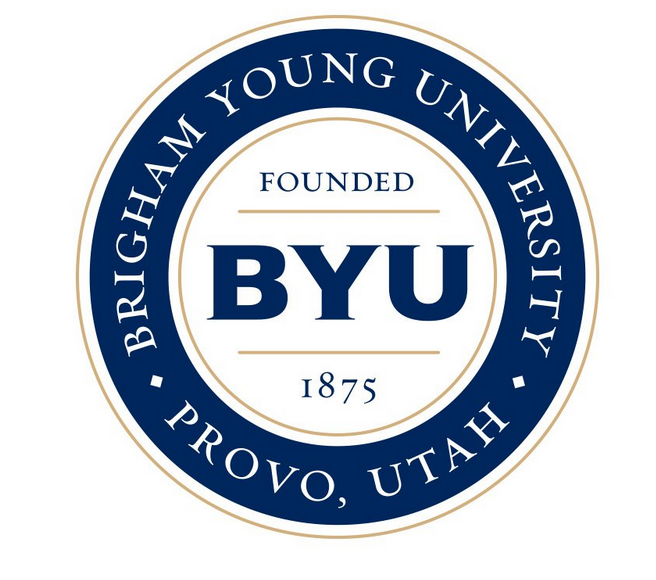 BRIGHAM YOUNG UNIVERSITY
FOUNDED
BYU
1875
PROVO, UTAH